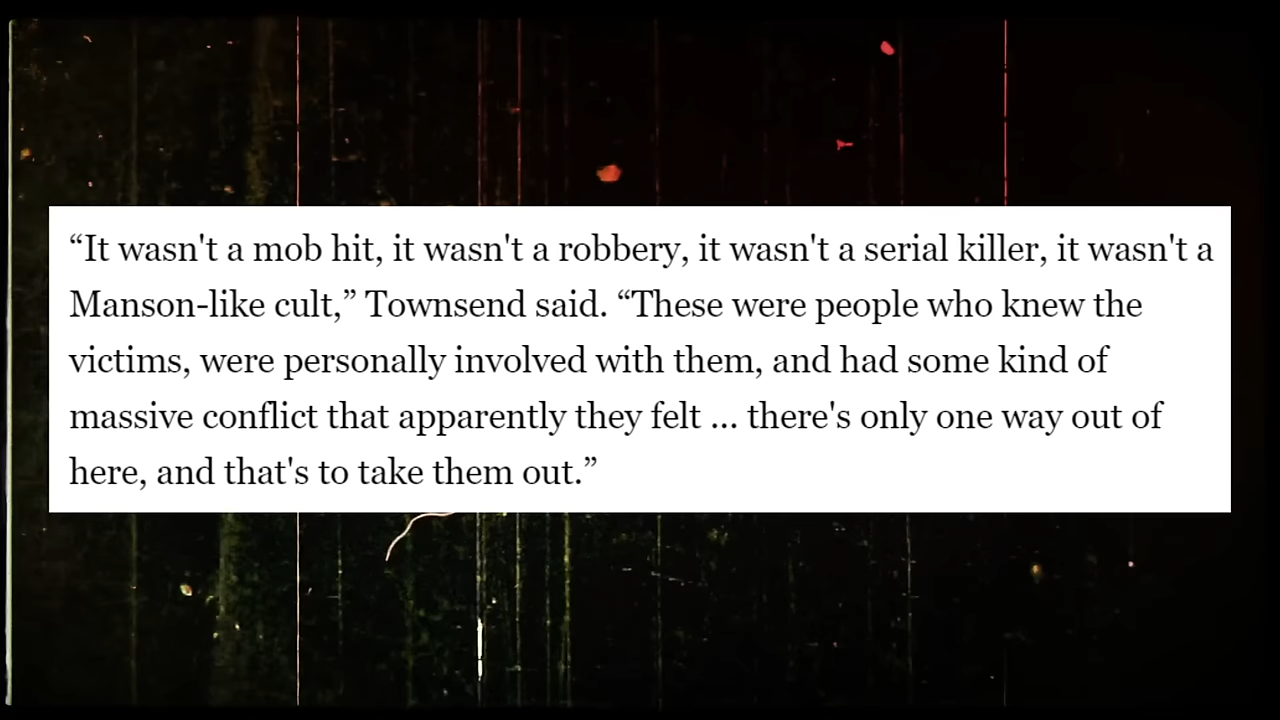 “It wasn't a mob hit, it wasn't a robbery, it wasn't a serial killer, it wasn't a
Manson-like cult,” Townsend said. “These were people who knew the
victims, were personally involved with them, and had some kind of
massive conflict that apparently they felt ... there's only one way out of
here, and that's to take them out.”